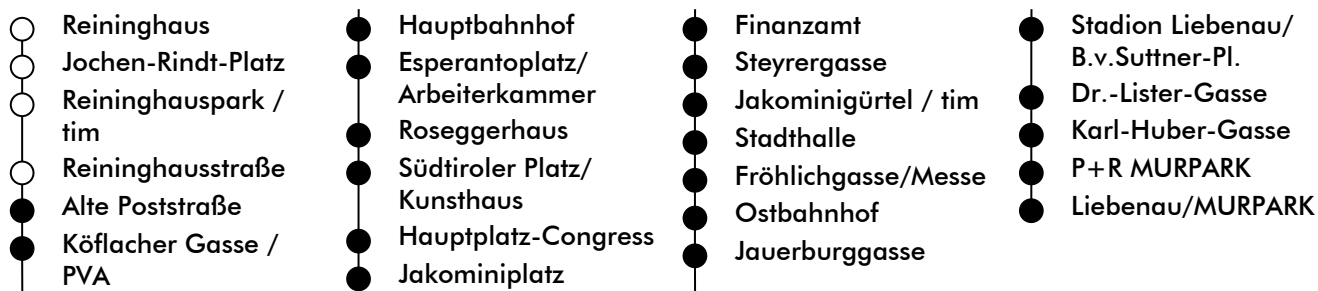 Reininghaus
Jochen-Rindt-Platz
Reininghauspark /
tim
Reininghausstraße
Alte Poststraße
Köflacher Gasse /
PVA
Hauptbahnhof
Esperantoplatz/
Arbeiterkammer
Roseggerhaus
Südtiroler Platz/
Kunsthaus
Hauptplatz-Congress
Jakominiplatz
Finanzamt
Steyrergasse
Jakominigürtel / tim
Stadthalle
Fröhlichgasse/Messe
Ostbahnhof
Jauerburggasse
Stadion Liebenau/
B.v.Suttner-Pl.
Dr.-Lister-Gasse
Karl-Huber-Gasse
P+R MURPARK
Liebenau/MURPARK